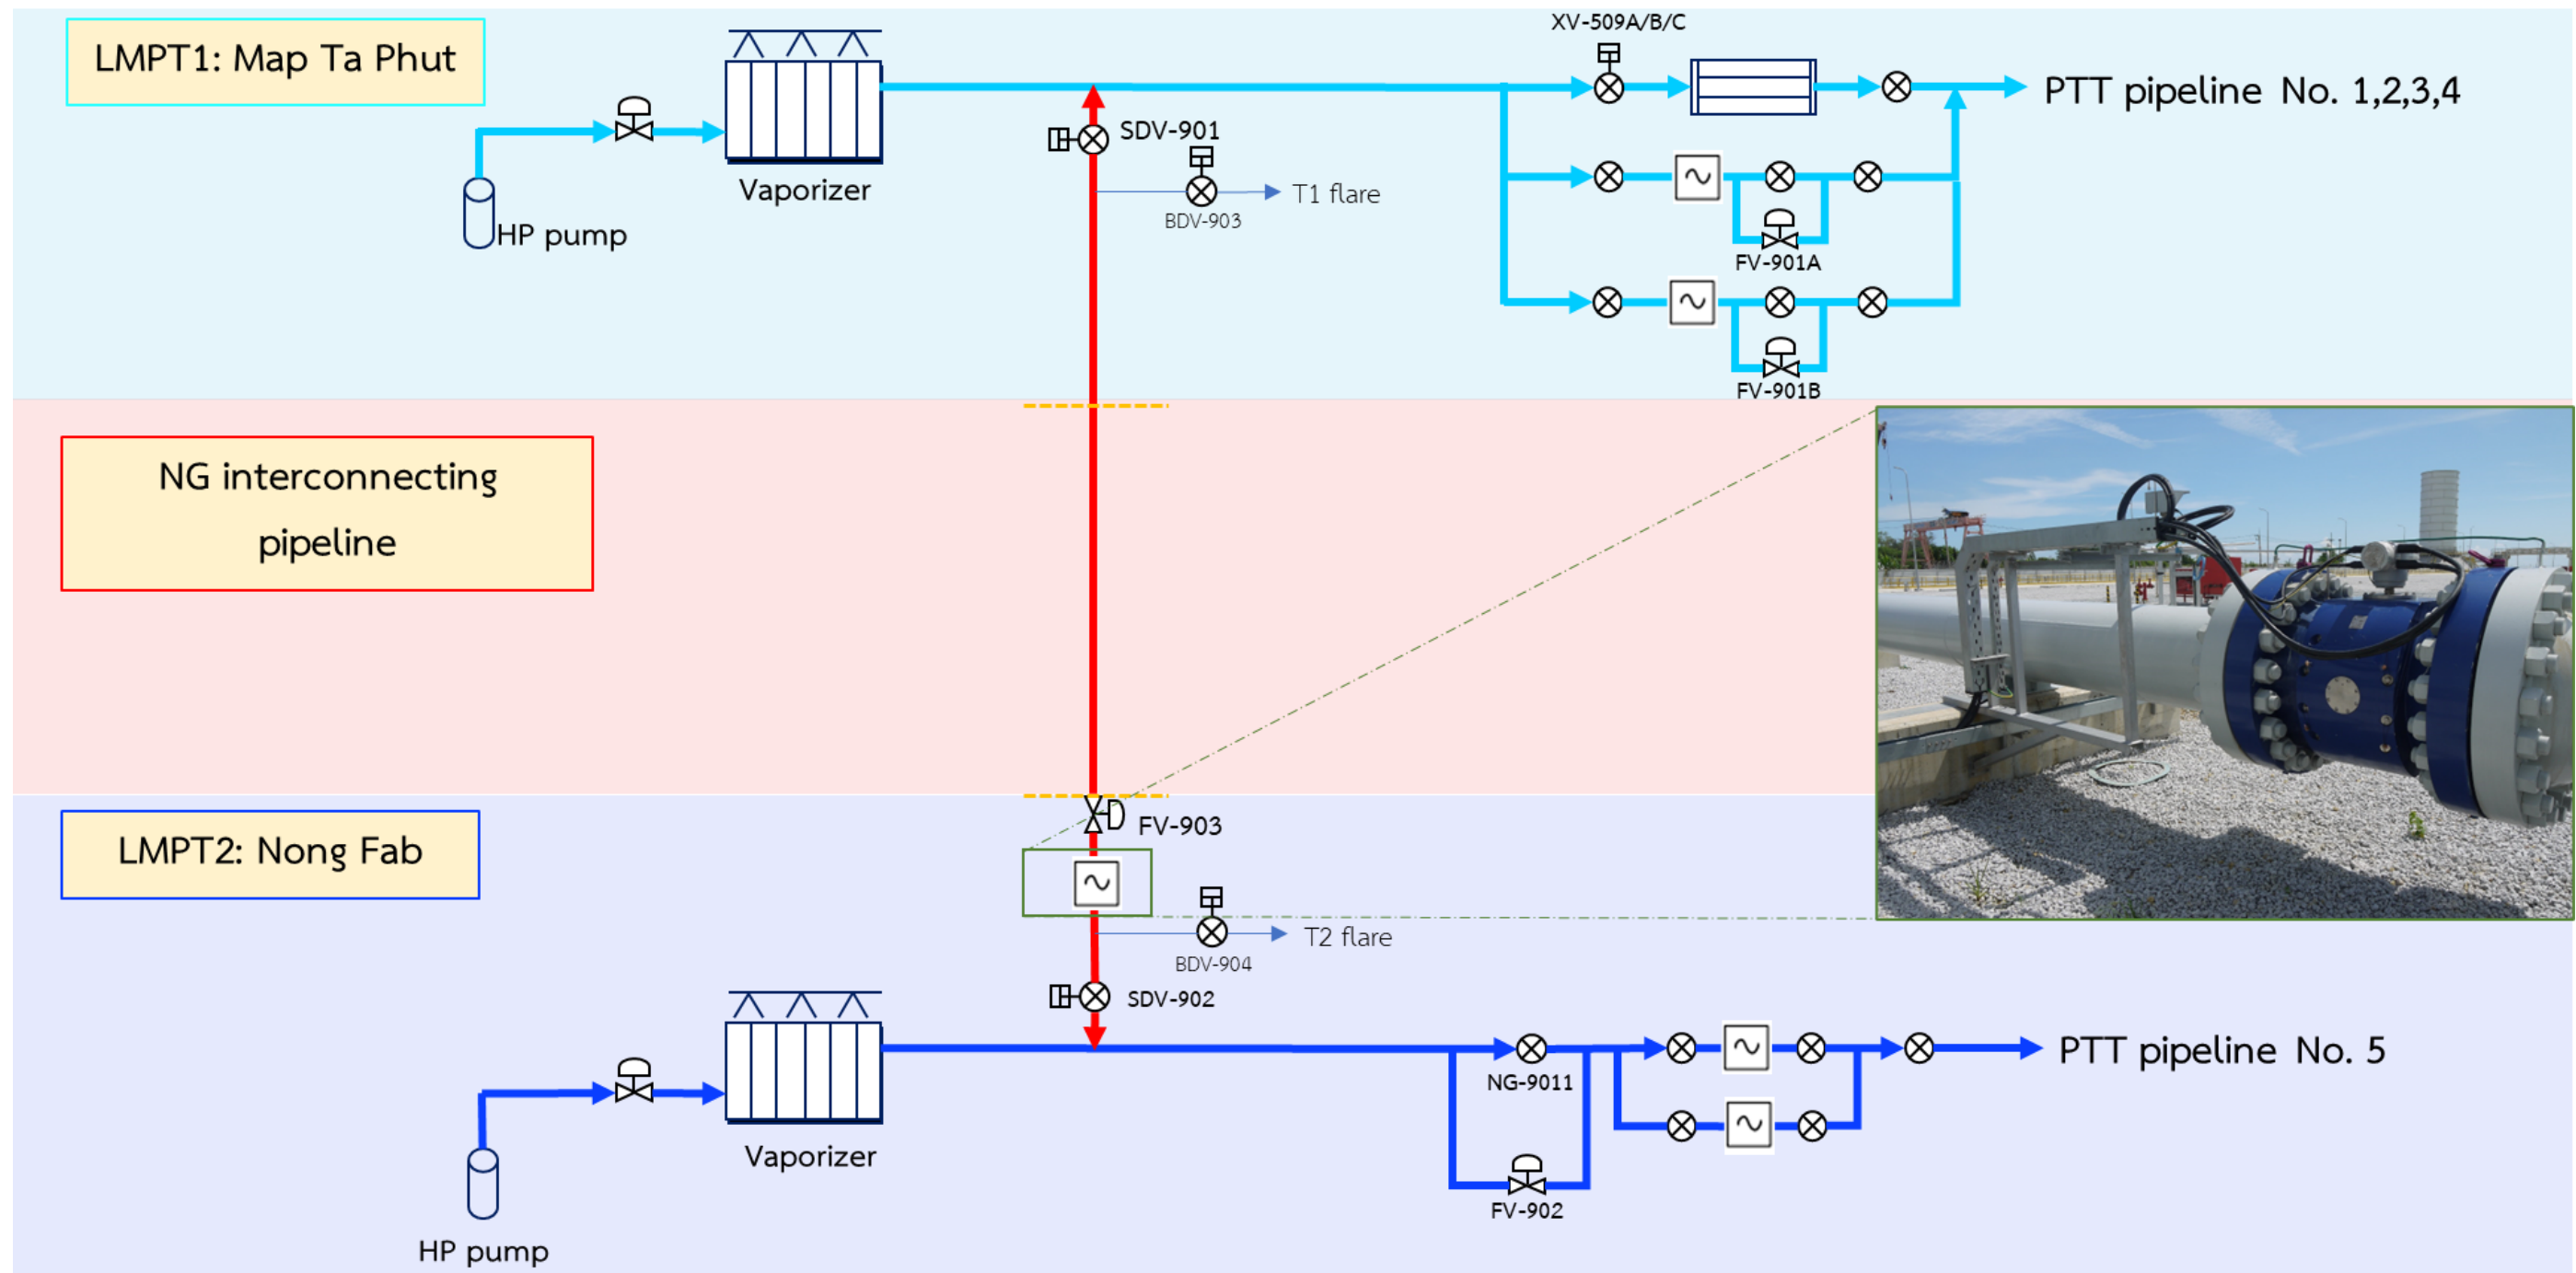 XV-509A/B/C
LMPT1: Map Ta Phut
PTT pipeline No. 1,2,3,4
SDV-901
Vaporizer
T1 flare
BDV-903
HP pump
FV-901A
FV-901B
NG interconnecting
pipeline
FV-903
LMPT2: Nong Fab
T2 flare
BDV-904
SDV-902
PTT pipeline No. 5
NG-9011
Vaporizer
FV-902
HP pump